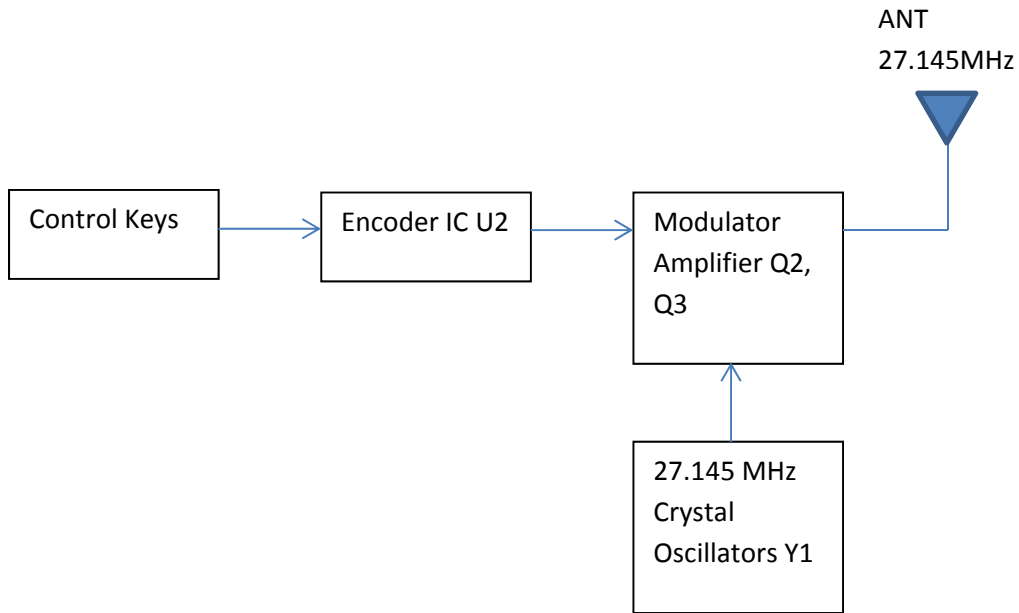 ANT
27.145MHz
Control Keys
Encoder IC U2
Modulator
Amplifier Q2,
Q3
27.145 MHz
Crystal
Oscillators Y1